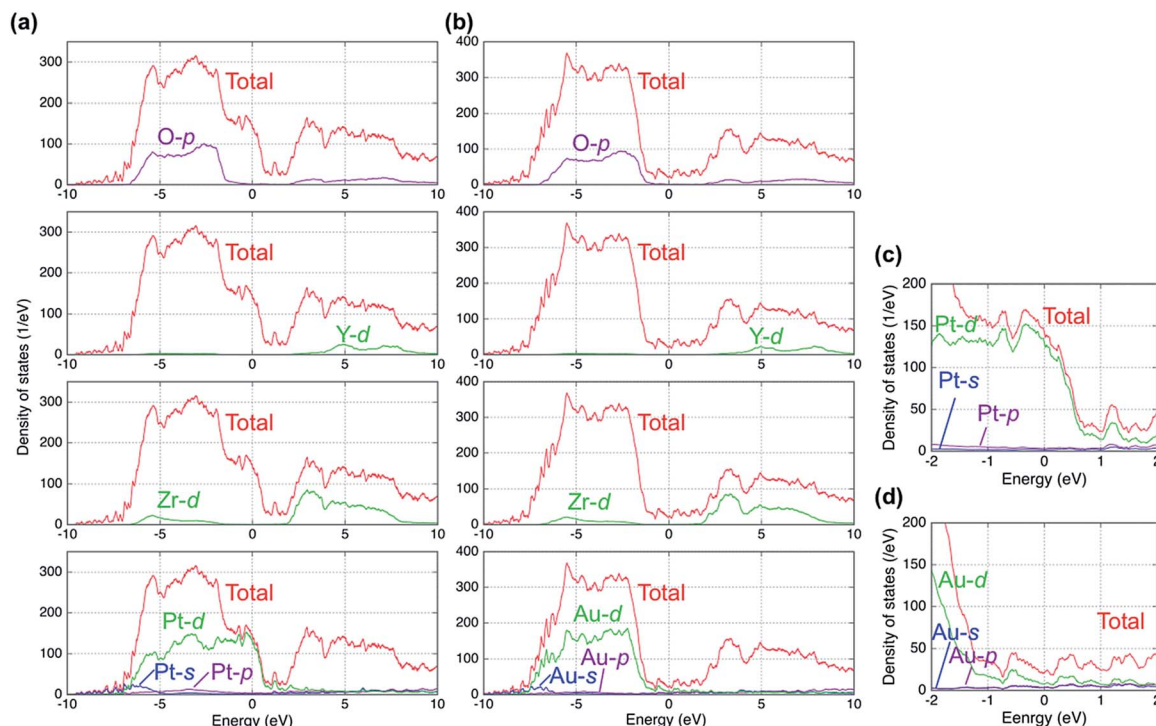 (a)
(b)
300
200
100
0
-10
-5
0
5
10
Total
O-p
400
300
200
100
0
-10
-5
0
5
10
Total
O-p
300
200
100
0
-10
-5
0
5
10
Total
Y-d
400
300
200
100
0
-10
-5
0
5
10
Total
Y-d
300
200
100
0
-10
-5
0
5
10
Total
Zr-d
400
300
200
100
0
-10
-5
0
5
10
Total
Zr-d
300
200
100
0
-10
-5
0
5
10
Total
Pt-d
Pt-s
Pt-p
Energy (eV)
400
300
200
100
0
-10
-5
0
5
10
Total
Au-d
Au-s
Au-p
Energy (eV)
Density of states (1/eV)
(c)
200
150
100
50
0
-2
-1
0
1
2
Total
Pt-d
Pt-s
Pt-p
Density of states (1/eV)
Energy (eV)
(d)
200
150
100
50
0
-2
-1
0
1
2
Au-d
Total
Au-s
Au-p
Density of states (/eV)
Enrgy (eV)